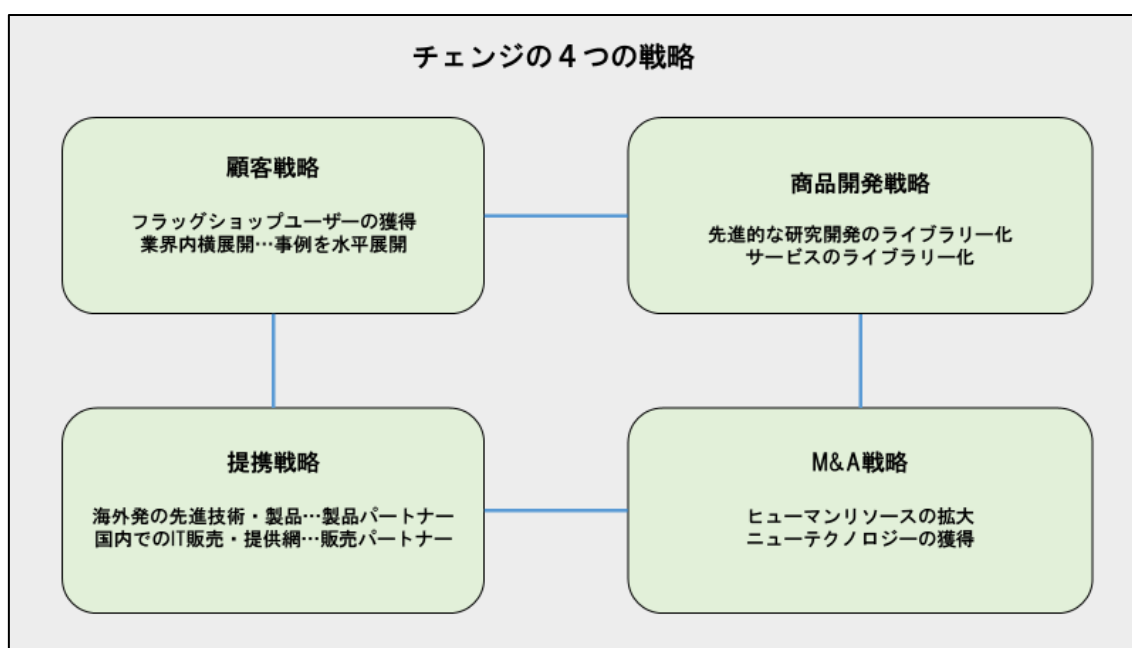 チェンジの４つの戦略
顧客戦略
フラッグショップユーザーの獲得
業界内横展開…事例を水平展開
商品開発戦略
先進的な研究開発のライブラリー化
サービスのライブラリー化
提携戦略
海外発の先進技術・製品…製品パートナー
国内でのIT販売・提供網…販売パートナー
M&A戦略
ヒューマンリソースの拡大
ニューテクノロジーの獲得